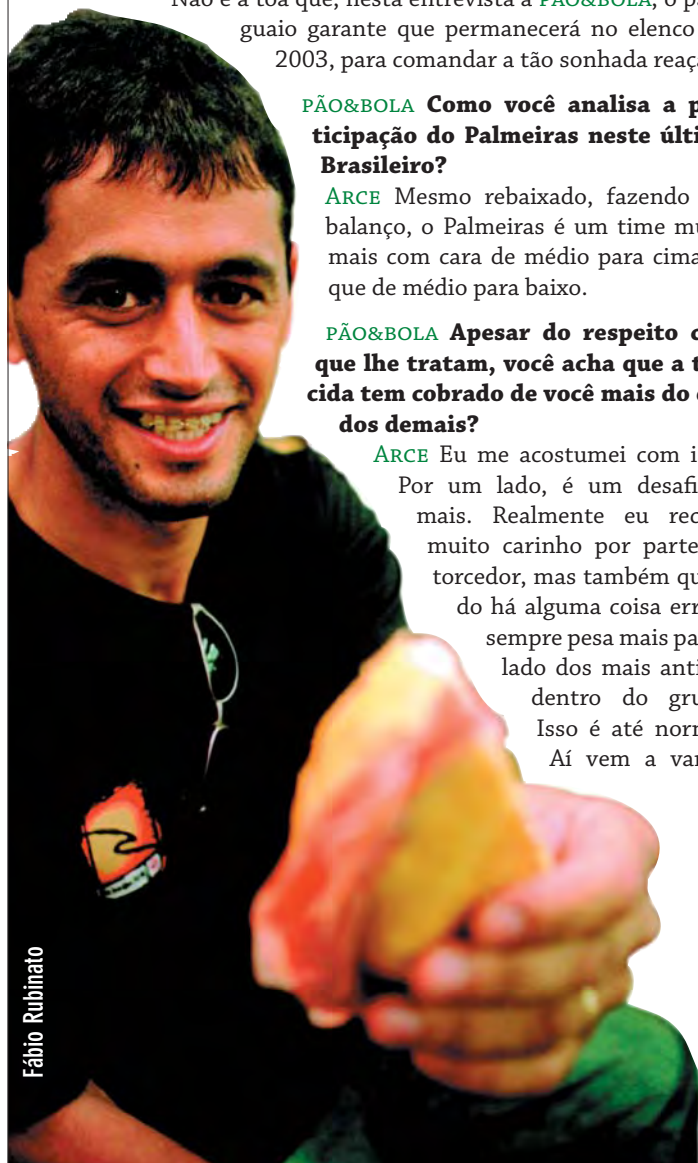 Não é à toa que, nesta entrevista a PÃO&BOLA, o pa
guaio garante que permanecerá no elenco
2003, para comandar a tão sonhada reaç
PÃO&BOLA Como você analisa a p
ticipação do Palmeiras neste últi
Brasileiro?
ARCE Mesmo rebaixado, fazendo
balanço, o Palmeiras é um time mu
mais com cara de médio para cima
que de médio para baixo.
PÃO&BOLA Apesar do respeito c
que lhe tratam, você acha que a t
cida tem cobrado de você mais do
dos demais?
ARCE Eu me acostumei com i
Por um lado, é um desafi
mais. Realmente eu rec
muito carinho por parte
torcedor, mas também qu
do há alguma coisa err
sempre pesa mais pa
lado dos mais anti
dentro do gru
Isso é até norr
Aí vem a var
Fábio Rubinato